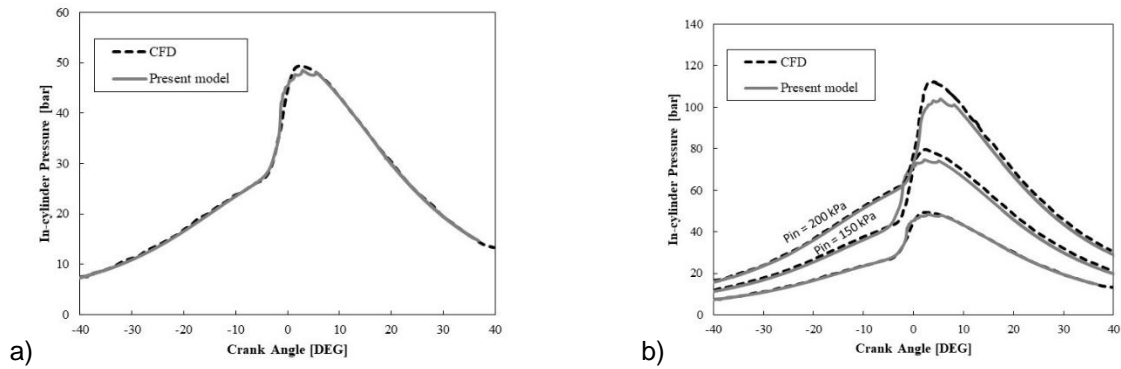 60
50
40
30
20
10
0
-40 -30 -20 -10 0 10 20 30 40
In-cylinder Pressure [bar]
Crank Angle [DEG]
CFD
Present model
a)
140
120
100
80
60
40
20
0
-40 -30 -20 -10 0 10 20 30 40
In-cylinder Pressure [bar]
Crank Angle [DEG]
CFD
Present model
Pin = 200 kPa
Pin = 150 kPa
b)